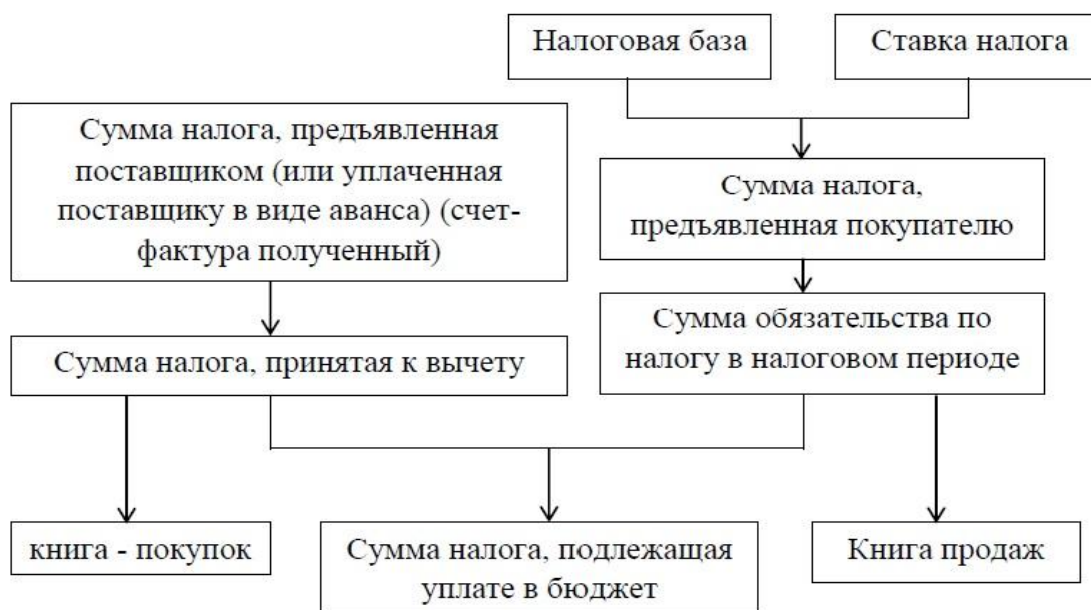 Налоговая база
Ставка налога
Сумма налога, предъявленная
поставщиком (или уплаченная
поставщику в виде аванса) (счет-
фактура полученный)
Сумма налога,
предъявленная покупателю
Сумма обязательства по
налогу в налоговом периоде
Сумма налога, принятая к вычету
книга - покупок
Сумма налога, подлежащая
уплате в бюджет
Книга продаж